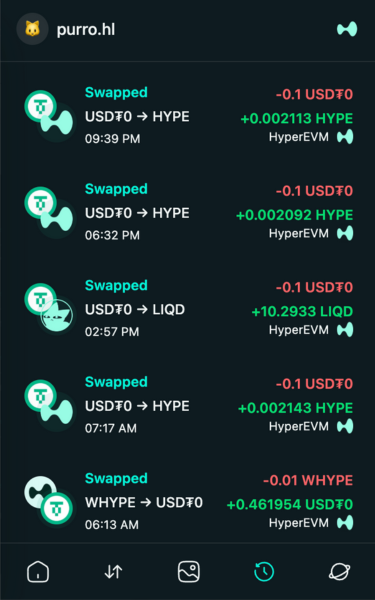 purro.hl
Swapped
-0.1 USD₮0
USD₮0 → HYPE
+0.002113 HYPE
09:39 PM
HyperEVM
Swapped
-0.1 USD₮0
USD₮0 → HYPE
+0.002092 HYPE
06:32 PM
HyperEVM
Swapped
-0.1 USD₮0
USD₮0 → LIQD
+10.2933 LIQD
02:57 PM
HyperEVM
Swapped
-0.1 USD₮0
USD₮0 → HYPE
+0.002143 HYPE
07:17 AM
HyperEVM
Swapped
-0.01 WHYPE
WHYPE → USD₮0
+0.461954 USD₮0
06:13 AM
HyperEVM